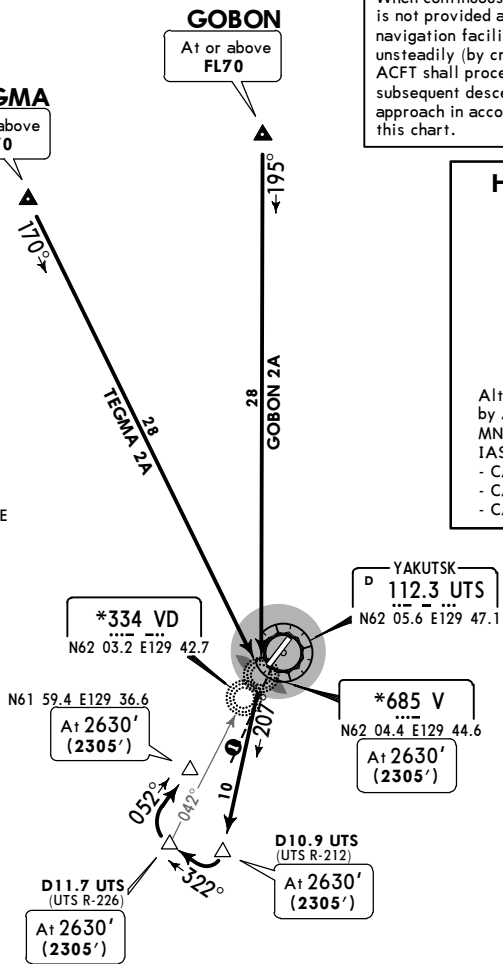 When continuous
is not provided a
navigation facili
unsteadily (by cr
ACFT shall proce
subsequent desce
approach in acco
this chart.
GOBON
At or above
FL70
GMA
above
0
195°
170°
H
28
TEGMA 2A
28
GOBON 2A
Alt
by A
MN
IAS
- CA
- CA
- CA
E
YAKUTSK
D 112.3 UTS
N62 05.6 E129 47.1
*334 VD
N62 03.2 E129 42.7
*685 V
N62 04.4 E129 44.6
At 2630'
(2305')
N61 59.4 E129 36.6
At 2630'
(2305')
1
207°
10
052°
042°
322°
D10.9 UTS
(UTS R-212)
At 2630'
(2305')
D11.7 UTS
(UTS R-226)
At 2630'
(2305')